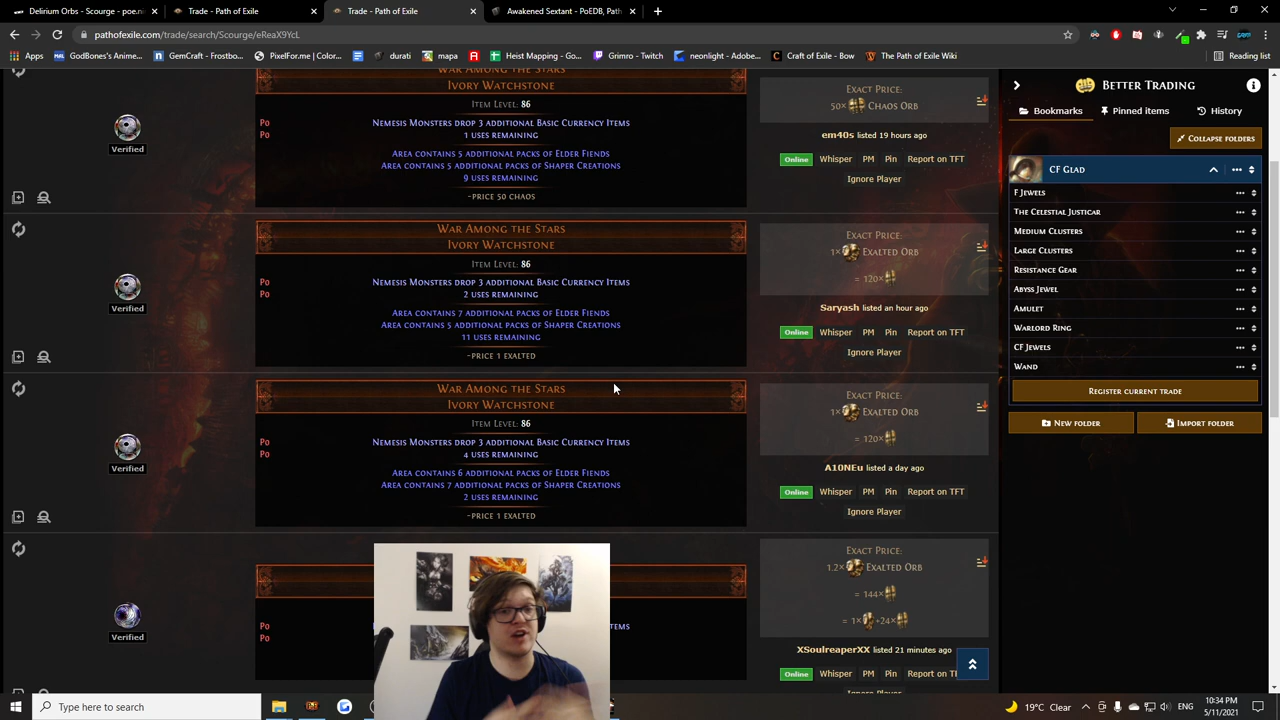 Delirium Orbs - Scourge / eReaX
Trade - Path of Exile
Trade - Path of Exile
Abyss - PoEDB, Path of
pathofexile.com/trade/search/Scourge/eReaX9YcL
Apps
GodBones's Anime...
GemCraft - Frostbo...
PixelFor.me | Color...
durati
mapa
Heist Mapping - Go...
Grimro - Twitch
neonlight - Pixabay
Craft of Exile - Bow
The Path of Exile Wiki
Reading list
War Among the Stars
Ivory Watchstone
Item Level: 86
Po Nemesis Monsters drop 3 additional Basic Currency Items
Po 1 uses remaining
Area contains 5 additional packs of Elder Fiends
Area contains 5 additional packs of Shaper Creations
9 uses remaining
~price 50 chaos
Verified
Exact Price:
50× Chaos Orb
em40s listed 19 hours ago
Online Whisper PM Pin Report on TFT
Ignore Player
War Among the Stars
Ivory Watchstone
Item Level: 86
Po Nemesis Monsters drop 3 additional Basic Currency Items
Po 2 uses remaining
Area contains 7 additional packs of Elder Fiends
Area contains 5 additional packs of Shaper Creations
11 uses remaining
~price 1 exalted
Verified
Exact Price:
1× Exalted Orb
= 120×
Saryash listed an hour ago
Online Whisper PM Pin Report on TFT
Ignore Player
War Among the Stars
Ivory Watchstone
Item Level: 86
Po Nemesis Monsters drop 3 additional Basic Currency Items
Po 4 uses remaining
Area contains 6 additional packs of Elder Fiends
Area contains 7 additional packs of Shaper Creations
2 uses remaining
~price 1 exalted
Verified
Exact Price:
1× Exalted Orb
= 120×
A10NEu listed a day ago
Online Whisper PM Pin Report on TFT
Ignore Player
Po
Po
Verified
Exact Price:
1.2× Exalted Orb
= 144×
= 1× +24×
XSoulreaperXX listed 21 minutes ago
Online Whisper PM Pin Report on
Better Trading
Bookmarks Pinned items History
Collapse folders
CF Glad
F Jewels
The Celestial Justicar
Medium Clusters
Large Clusters
Resistance Gear
Abyss Jewel
Amulet
Warlord Ring
CF Jewels
Wand
Register current trade
New folder Import folder
Type here to search
19°C Clear
ENG
10:34 PM
5/11/2021